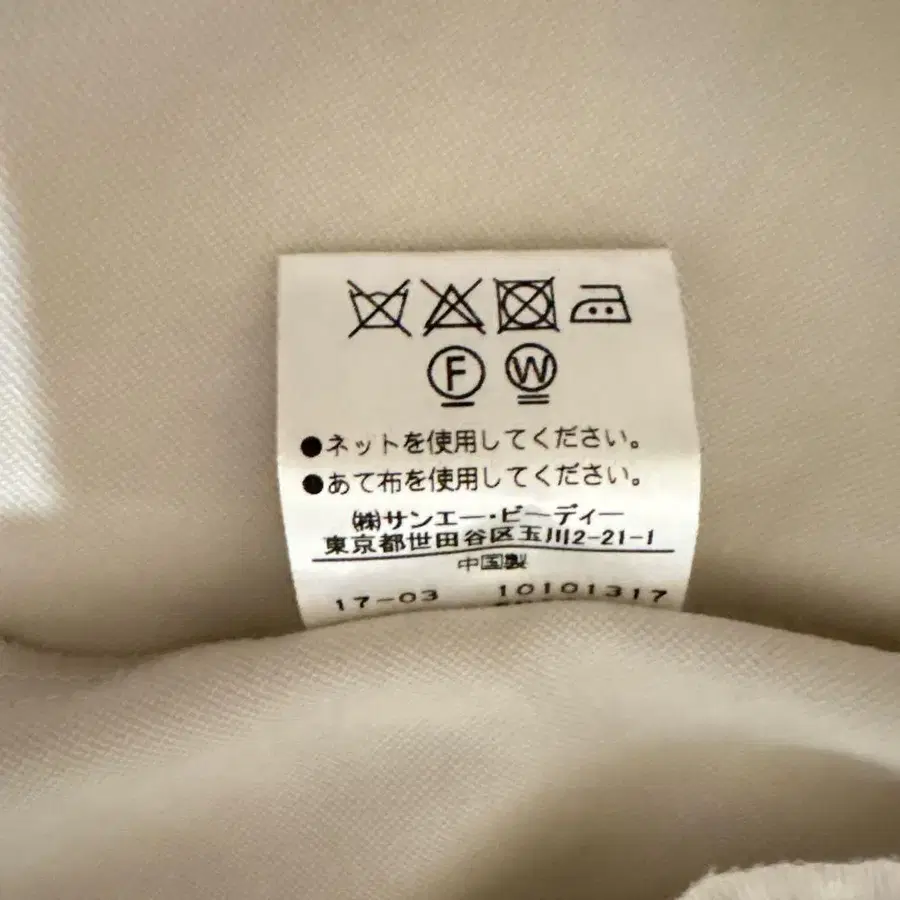 F W
●ネットを使用してください。
●あて布を使用してください。
㈱サンエー・ビーディー
東京都世田谷区玉川2-21-1
中国製
17-03 10101317